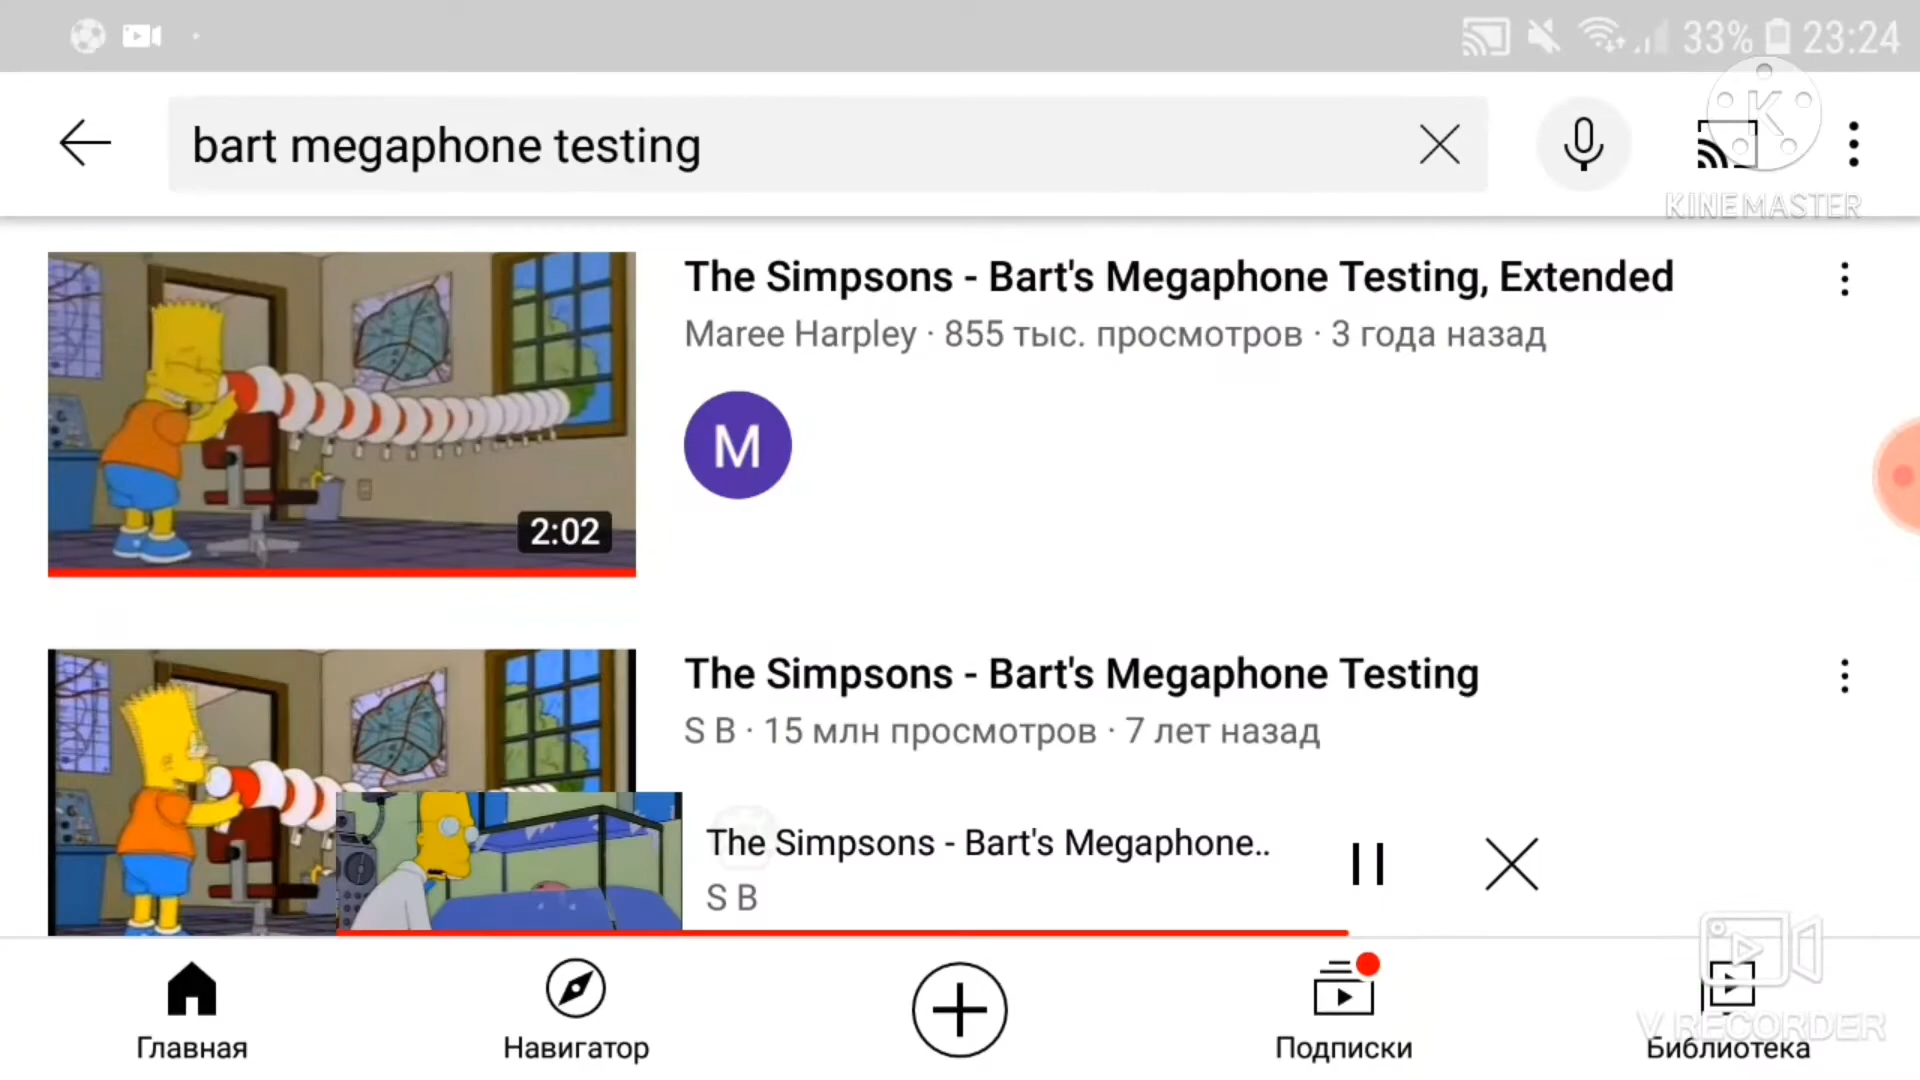 33% 23:24
bart megaphone testing
K
KINEMASTER
The Simpsons - Bart's Megaphone Testing, Extended
Maree Harpley · 855 тыс. просмотров · 3 года назад
M
2:02
The Simpsons - Bart's Megaphone Testing
S B · 15 млн просмотров · 7 лет назад
The Simpsons - Bart's Megaphone..
S B
V RECORDER
Главная
Навигатор
Подписки
Библиотека